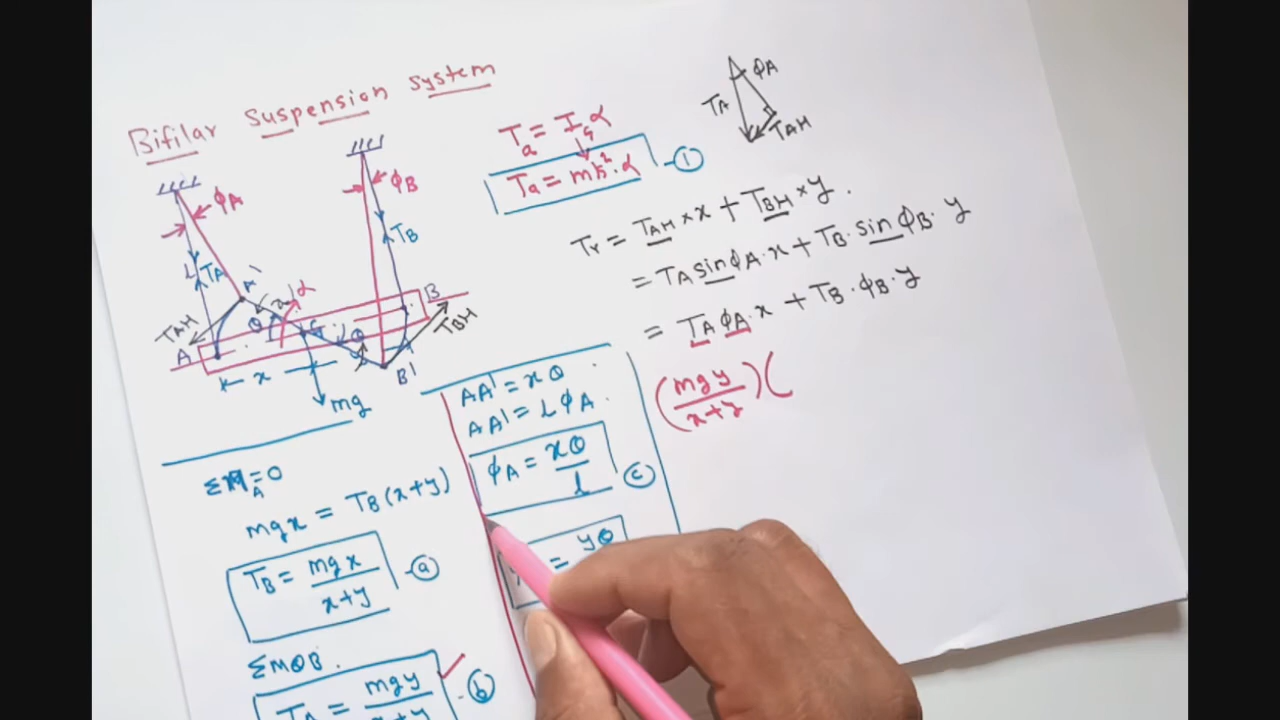 Bifilar Suspension system
ϕA
ϕB
TA
TB
A'
α
θ
G
θ
B
TAH
TBH
A
x
B'
mg
Ta = IG α
Ta = mk². α -①
TA
ϕA
TAH
Tr = TAH × x + TBH × y .
= TA sin ϕA . x + TB . sin ϕB . y
= TA ϕA . x + TB . ϕB . y
(mgy / x+y) (
ΣMA = 0
mgx = TB (x+y)
TB = mgx / x+y -ⓐ
ΣM@B .
TA = mgy / x+y -ⓑ
AA' = xθ
AA' = L ϕA .
ϕA = xθ / L ⓒ
= yθ